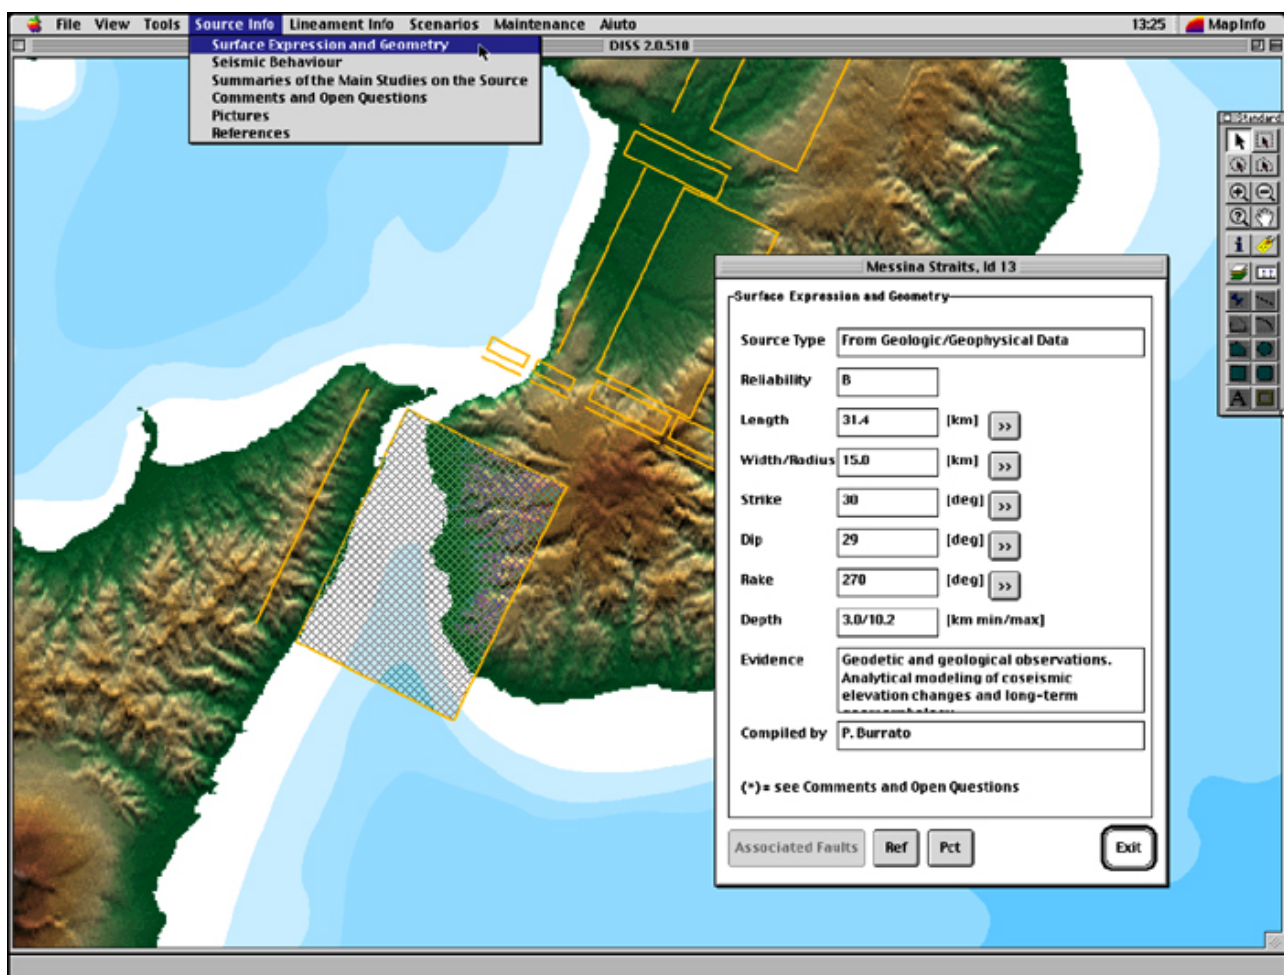 File View Tools Source Info Lineament Info Scenarios Maintenance Aiuto 13:25 MapInfo
DISS 2.0.510
Surface Expression and Geometry
Seismic Behaviour
Summaries of the Main Studies on the Source
Comments and Open Questions
Pictures
References
Standard
Messina Straits, Id 13
Surface Expression and Geometry
Source Type From Geologic/Geophysical Data
Reliability B
Length 31.4 [km] >>
Width/Radius 15.0 [km] >>
Strike 30 [deg] >>
Dip 29 [deg] >>
Rake 270 [deg] >>
Depth 3.0/10.2 [km min/max]
Evidence Geodetic and geological observations.
Analytical modeling of coseismic
elevation changes and long-term
Compiled by P. Burrato
(*)= see Comments and Open Questions
Associated Faults Ref Pct Exit